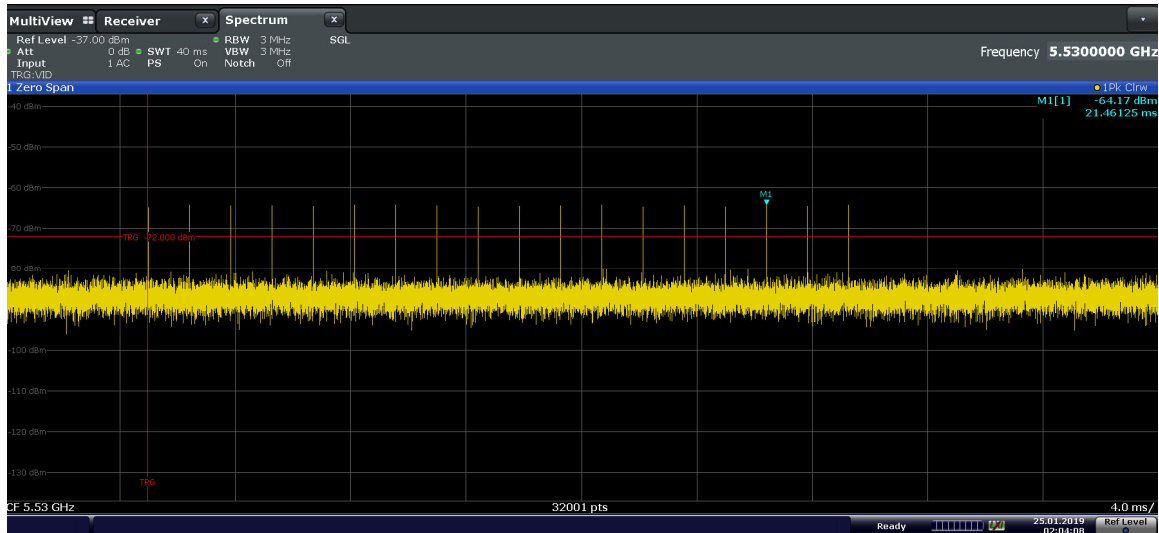 MultiView Receiver X Spectrum X
Ref Level -37.00 dBm RBW 3 MHz SGL
Att 0 dB SWT 40 ms VBW 3 MHz
Input 1 AC PS On Notch Off
TRG:VID
Frequency 5.5300000 GHz
1 Zero Span 1Pk Clrw
-40 dBm
M1[1] -64.17 dBm
21.46125 ms
-50 dBm
-60 dBm
M1
-70 dBm
TRG -72.000 dBm
-80 dBm
-100 dBm
-110 dBm
-120 dBm
-130 dBm
TRG
CF 5.53 GHz 32001 pts 4.0 ms/
Ready 25.01.2019 Ref Level
02:04:08